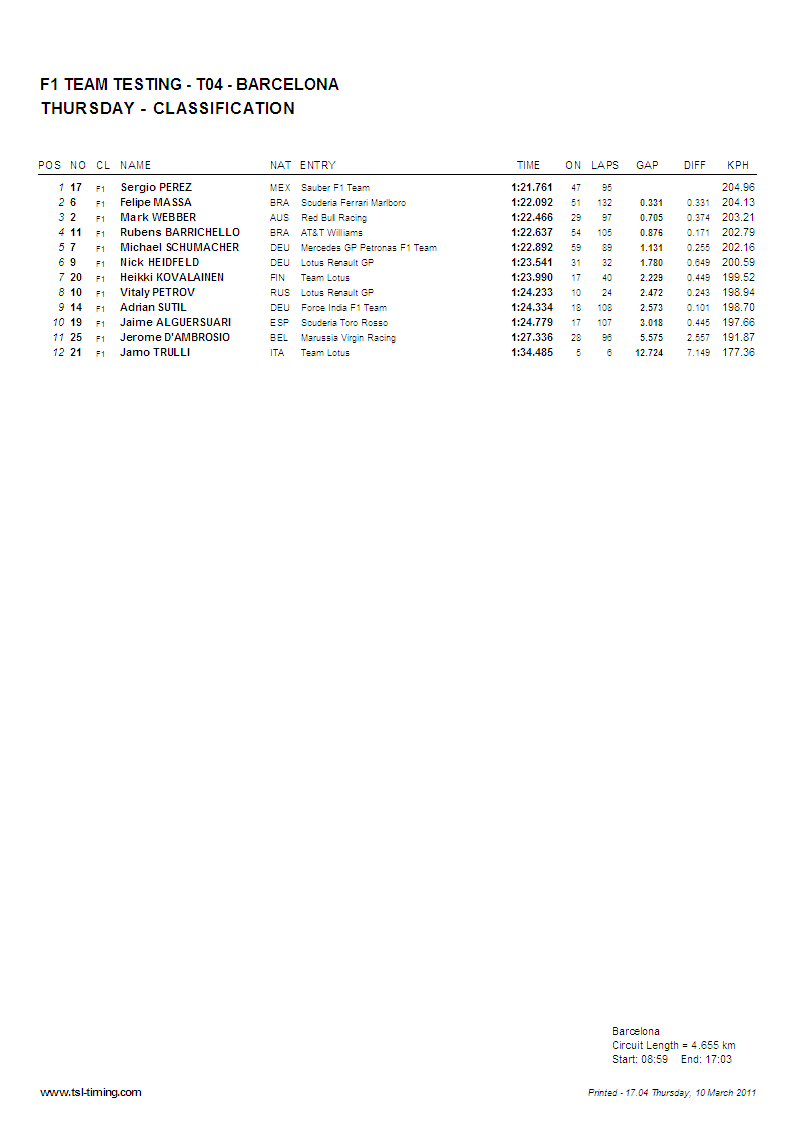 F1 TEAM TESTING - T04 - BARCELONA
THURSDAY - CLASSIFICATION
POS NO CL NAME NAT ENTRY TIME ON LAPS GAP DIFF KPH
1 17 F1 Sergio PEREZ MEX Sauber F1 Team 1:21.761 47 95 204.96
2 6 F1 Felipe MASSA BRA Scuderia Ferrari Marlboro 1:22.092 51 132 0.331 0.331 204.13
3 2 F1 Mark WEBBER AUS Red Bull Racing 1:22.466 29 97 0.705 0.374 203.21
4 11 F1 Rubens BARRICHELLO BRA AT&T Williams 1:22.637 54 105 0.876 0.171 202.79
5 7 F1 Michael SCHUMACHER DEU Mercedes GP Petronas F1 Team 1:22.892 59 89 1.131 0.255 202.16
6 9 F1 Nick HEIDFELD DEU Lotus Renault GP 1:23.541 31 32 1.780 0.649 200.59
7 20 F1 Heikki KOVALAINEN FIN Team Lotus 1:23.990 17 40 2.229 0.449 199.52
8 10 F1 Vitaly PETROV RUS Lotus Renault GP 1:24.233 10 24 2.472 0.243 198.94
9 14 F1 Adrian SUTIL DEU Force India F1 Team 1:24.334 18 108 2.573 0.101 198.70
10 19 F1 Jaime ALGUERSUARI ESP Scuderia Toro Rosso 1:24.779 17 107 3.018 0.445 197.66
11 25 F1 Jerome D'AMBROSIO BEL Marussia Virgin Racing 1:27.336 28 96 5.575 2.557 191.87
12 21 F1 Jarno TRULLI ITA Team Lotus 1:34.485 5 6 12.724 7.149 177.36
Barcelona
Circuit Length = 4.655 km
Start: 08:59 End: 17:03
www.tsl-timing.com Printed - 17.04 Thursday, 10 March 2011